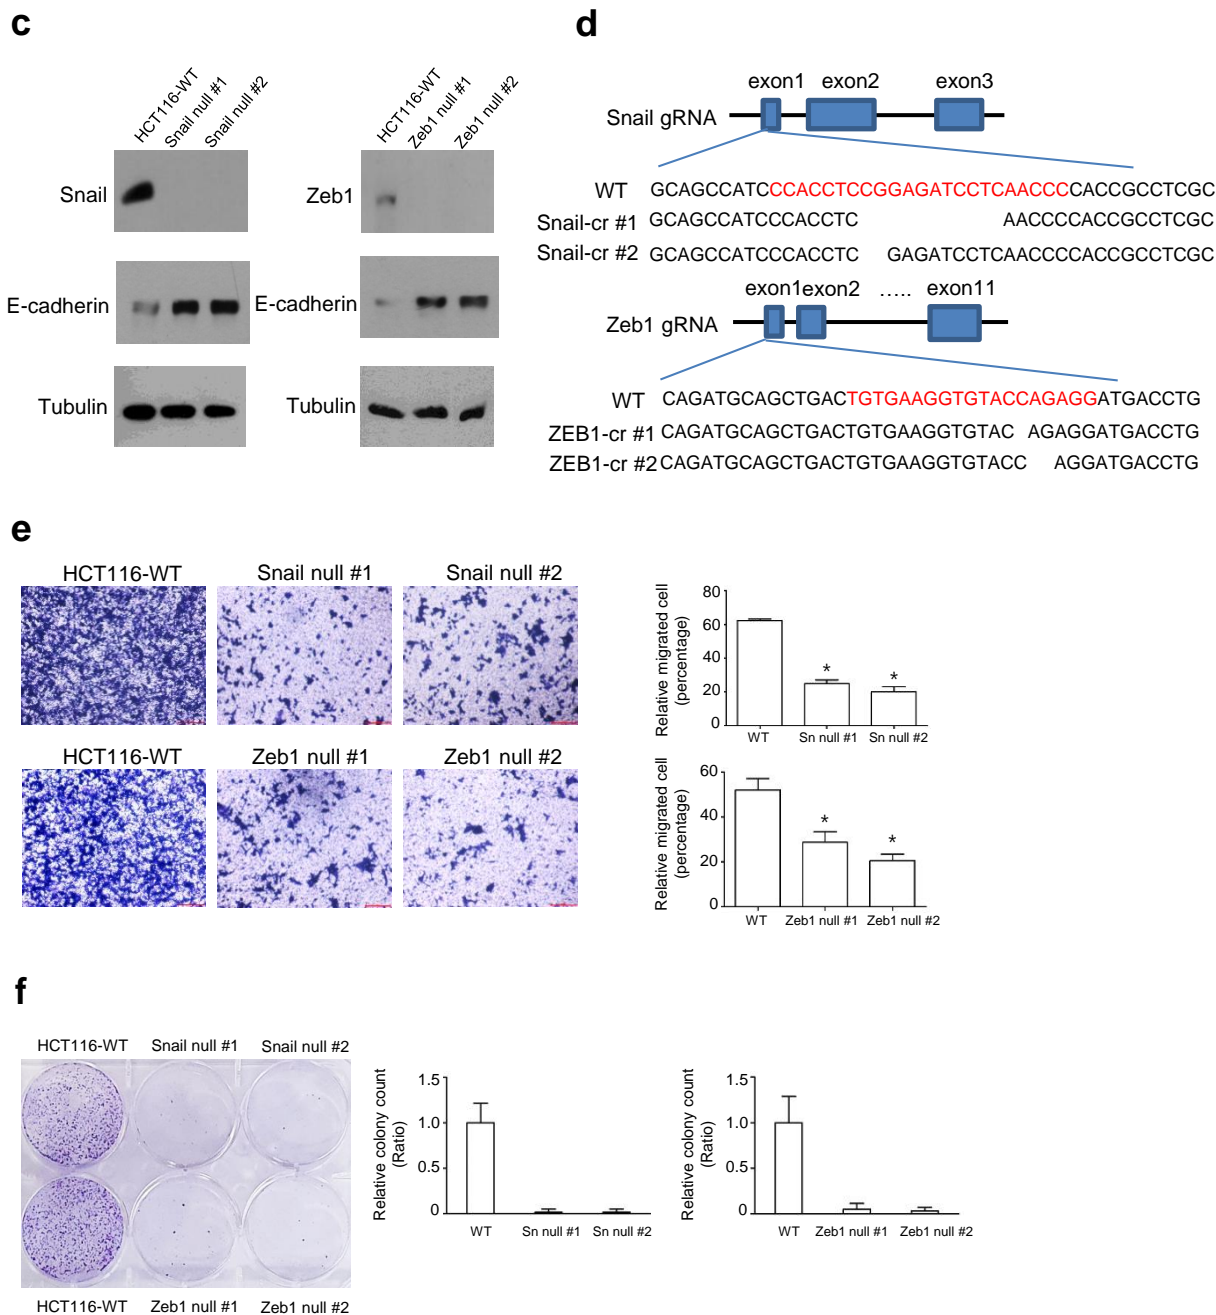 c
HCT116-WT
Snail null #1
Snail null #2
Snail
E-cadherin
Tubulin
HCT116-WT
Zeb1 null #1
Zeb1 null #2
Zeb1
E-cadherin
Tubulin
d
exon1 exon2 exon3
Snail gRNA
WT GCAGCCATCCCACCTCCGGAGATCCTCAACCCCACCGCCTCGC
Snail-cr #1 GCAGCCATCCCACCTC AACCCCACCGCCTCGC
Snail-cr #2 GCAGCCATCCCACCTC GAGATCCTCAACCCCACCGCCTCGC
exon1 exon2 ..... exon11
Zeb1 gRNA
WT CAGATGCAGCTGACTGTGAAGGTGTACCAGAGGATGACCTG
ZEB1-cr #1 CAGATGCAGCTGACTGTGAAGGTGTAC AGAGGATGACCTG
ZEB1-cr #2 CAGATGCAGCTGACTGTGAAGGTGTACC AGGATGACCTG
e
HCT116-WT Snail null #1 Snail null #2
HCT116-WT Zeb1 null #1 Zeb1 null #2
Relative migrated cell
(percentage)
80
60
40
20
0
* *
WT Sn null #1 Sn null #2
Relative migrated cell
(percentage)
60
40
20
0
* *
WT Zeb1 null #1 Zeb1 null #2
f
HCT116-WT Snail null #1 Snail null #2
HCT116-WT Zeb1 null #1 Zeb1 null #2
Relative colony count
(Ratio)
1.5
1.0
0.5
0
WT Sn null #1 Sn null #2
Relative colony count
(Ratio)
1.5
1.0
0.5
0
WT Zeb1 null #1 Zeb1 null #2